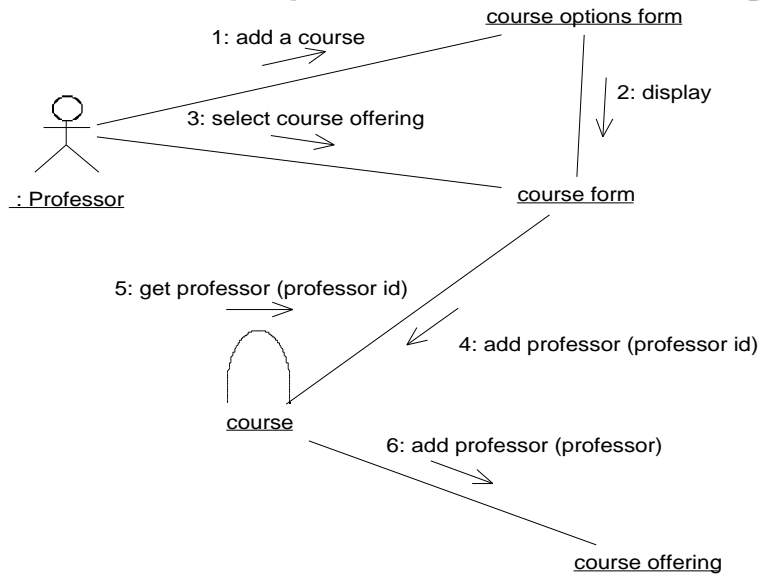 course options form
1: add a course
2: display
3: select course offering
: Professor
course form
5: get professor (professor id)
4: add professor (professor id)
course
6: add professor (professor)
course offering